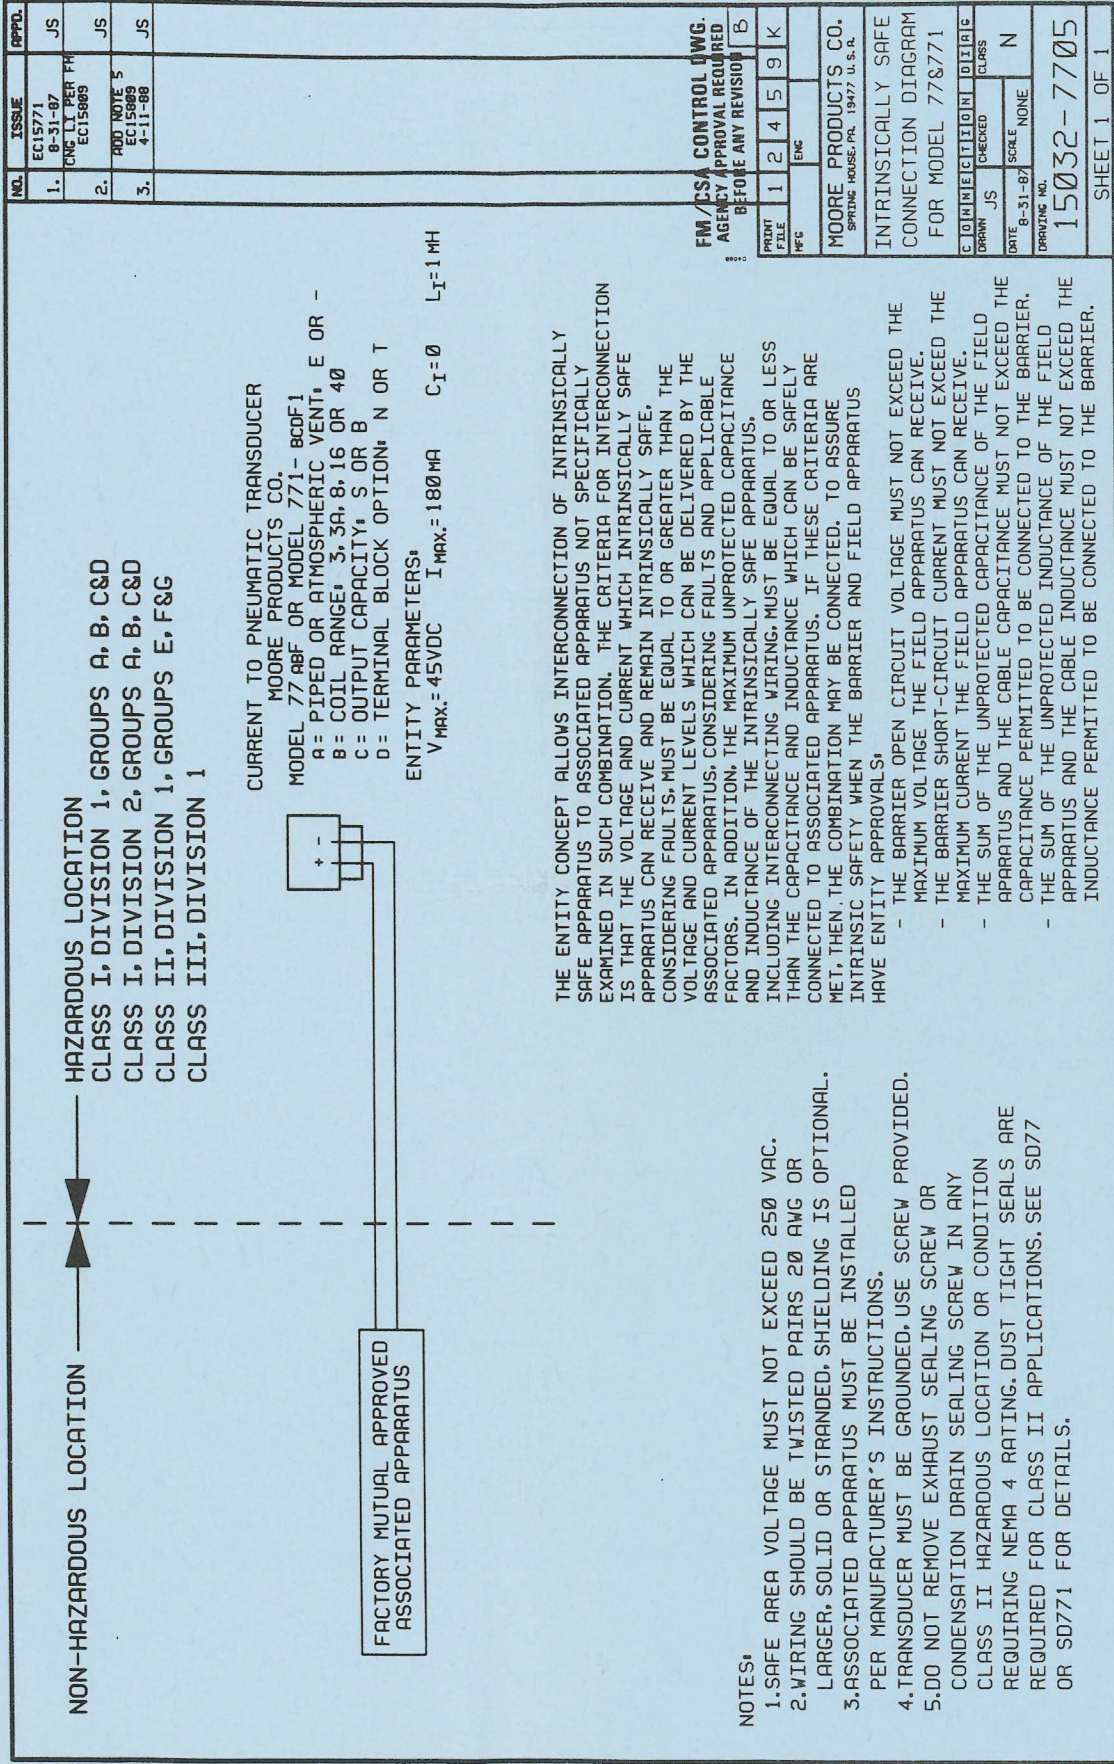 NO. ISSUE APPD.
1. EC15771 8-31-87 JS
2. CNG LI PER FM EC15809 JS
3. ADD NOTE 5 EC15809 4-11-88 JS
NON-HAZARDOUS LOCATION
HAZARDOUS LOCATION
CLASS I, DIVISION 1, GROUPS A, B, C&D
CLASS I, DIVISION 2, GROUPS A, B, C&D
CLASS II, DIVISION 1, GROUPS E, F&G
CLASS III, DIVISION 1
FACTORY MUTUAL APPROVED
ASSOCIATED APPARATUS
+ -
CURRENT TO PNEUMATIC TRANSDUCER
MOORE PRODUCTS CO.
MODEL 77 ABF OR MODEL 771- BCDF1
A= PIPED OR ATMOSPHERIC VENT: E OR -
B= COIL RANGE: 3, 3A, 8, 16 OR 40
C= OUTPUT CAPACITY: S OR B
D= TERMINAL BLOCK OPTION: N OR T
ENTITY PARAMETERS:
V MAX.=45VDC I MAX.=180MA CI=0 LI=1MH
THE ENTITY CONCEPT ALLOWS INTERCONNECTION OF INTRINSICALLY
SAFE APPARATUS TO ASSOCIATED APPARATUS NOT SPECIFICALLY
EXAMINED IN SUCH COMBINATION. THE CRITERIA FOR INTERCONNECTION
IS THAT THE VOLTAGE AND CURRENT WHICH INTRINSICALLY SAFE
APPARATUS CAN RECEIVE AND REMAIN INTRINSICALLY SAFE,
CONSIDERING FAULTS, MUST BE EQUAL TO OR GREATER THAN THE
VOLTAGE AND CURRENT LEVELS WHICH CAN BE DELIVERED BY THE
ASSOCIATED APPARATUS, CONSIDERING FAULTS AND APPLICABLE
FACTORS. IN ADDITION, THE MAXIMUM UNPROTECTED CAPACITANCE
AND INDUCTANCE OF THE INTRINSICALLY SAFE APPARATUS,
INCLUDING INTERCONNECTING WIRING, MUST BE EQUAL TO OR LESS
THAN THE CAPACITANCE AND INDUCTANCE WHICH CAN BE SAFELY
CONNECTED TO ASSOCIATED APPARATUS. IF THESE CRITERIA ARE
MET, THEN, THE COMBINATION MAY BE CONNECTED. TO ASSURE
INTRINSIC SAFETY WHEN THE BARRIER AND FIELD APPARATUS
HAVE ENTITY APPROVALS:
- THE BARRIER OPEN CIRCUIT VOLTAGE MUST NOT EXCEED THE
MAXIMUM VOLTAGE THE FIELD APPARATUS CAN RECEIVE.
- THE BARRIER SHORT-CIRCUIT CURRENT MUST NOT EXCEED THE
MAXIMUM CURRENT THE FIELD APPARATUS CAN RECEIVE.
- THE SUM OF THE UNPROTECTED CAPACITANCE OF THE FIELD
APPARATUS AND THE CABLE CAPACITANCE MUST NOT EXCEED THE
CAPACITANCE PERMITTED TO BE CONNECTED TO THE BARRIER.
- THE SUM OF THE UNPROTECTED INDUCTANCE OF THE FIELD
APPARATUS AND THE CABLE INDUCTANCE MUST NOT EXCEED THE
INDUCTANCE PERMITTED TO BE CONNECTED TO THE BARRIER.
NOTES:
1.SAFE AREA VOLTAGE MUST NOT EXCEED 250 VAC.
2.WIRING SHOULD BE TWISTED PAIRS 20 AWG OR
LARGER, SOLID OR STRANDED, SHIELDING IS OPTIONAL.
3.ASSOCIATED APPARATUS MUST BE INSTALLED
PER MANUFACTURER'S INSTRUCTIONS.
4.TRANSDUCER MUST BE GROUNDED, USE SCREW PROVIDED.
5.DO NOT REMOVE EXHAUST SEALING SCREW OR
CONDENSATION DRAIN SEALING SCREW IN ANY
CLASS II HAZARDOUS LOCATION OR CONDITION
REQUIRING NEMA 4 RATING. DUST TIGHT SEALS ARE
REQUIRED FOR CLASS II APPLICATIONS. SEE SD77
OR SD771 FOR DETAILS.
FM/CSA CONTROL DWG.
AGENCY APPROVAL REQUIRED
BEFORE ANY REVISION B
PRINT FILE 1 2 4 5 9 K
MFG ENG
MOORE PRODUCTS CO.
SPRING HOUSE, PA. 19477 U.S.A.
INTRINSICALLY SAFE
CONNECTION DIAGRAM
FOR MODEL 77&771
CONNECTION DIAG
DRAWN JS CHECKED CLASS N
DATE 8-31-87 SCALE NONE
DRAWING NO.
15032-7705
SHEET 1 OF 1